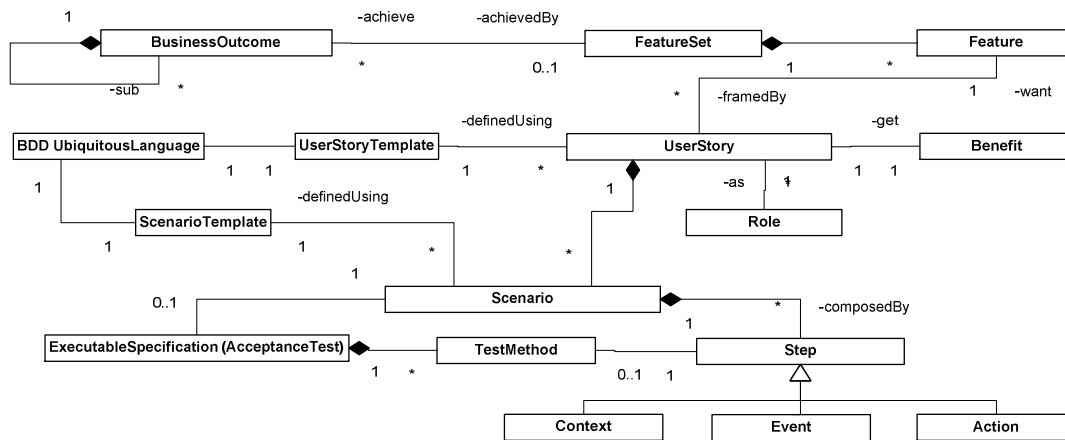 1 -achieve -achievedBy
BusinessOutcome FeatureSet Feature
* 0..1 1 *
-sub * * -framedBy 1 -want
-definedUsing -get
BDD UbiquitousLanguage UserStoryTemplate UserStory Benefit
1 1 1 1 * 1 1 1
-definedUsing -as 1 *
ScenarioTemplate Role
1 1 * *
1
0..1 Scenario * -composedBy
1
ExecutableSpecification (AcceptanceTest) TestMethod Step
1 * 0..1 1
Context Event Action